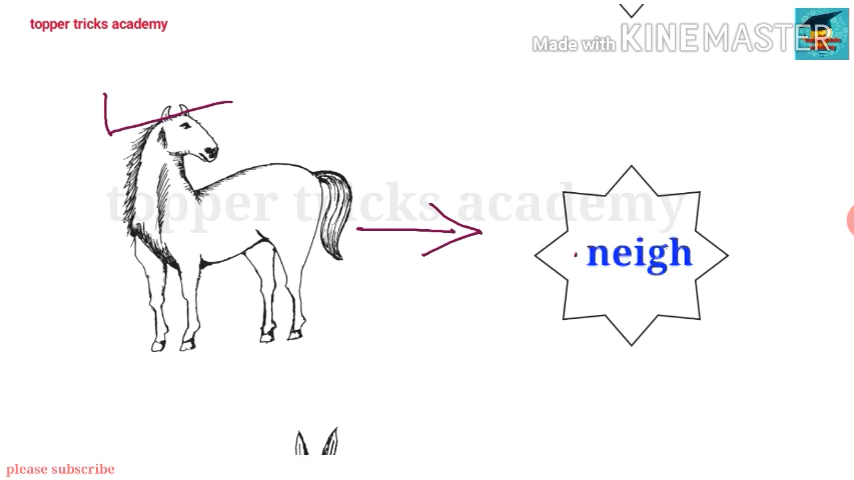 topper tricks academy
Made with KINEMASTER
topper tricks academy
neigh
please subscribe